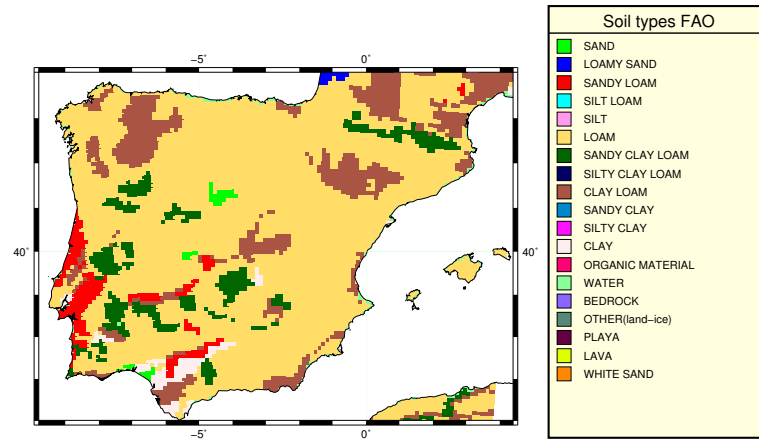 Soil types FAO
−5˚ 0˚
SAND
LOAMY SAND
SANDY LOAM
SILT LOAM
SILT
LOAM
SANDY CLAY LOAM
SILTY CLAY LOAM
CLAY LOAM
SANDY CLAY
SILTY CLAY
CLAY
ORGANIC MATERIAL
WATER
BEDROCK
OTHER(land−ice)
PLAYA
LAVA
WHITE SAND
40˚ 40˚
−5˚ 0˚